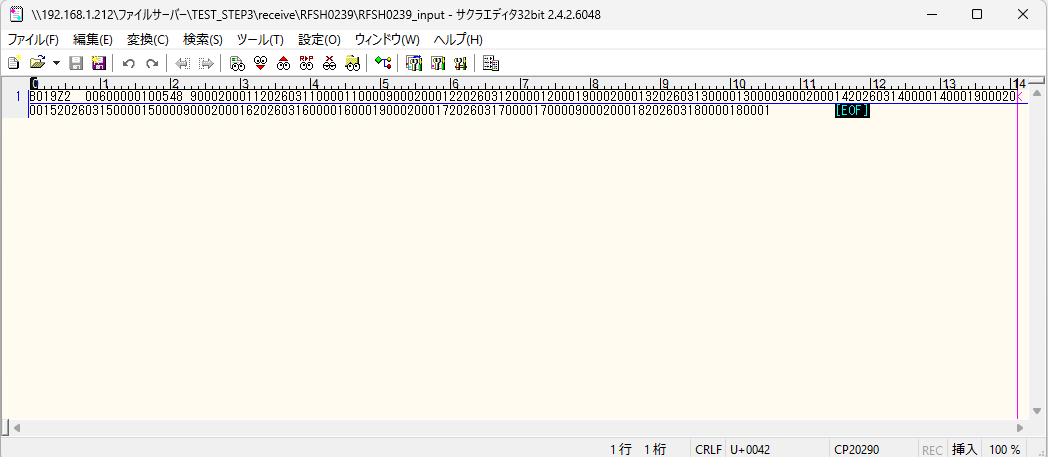 \\192.168.1.212\ファイルサーバー\TEST_STEP3\receive\RFSH0239\RFSH0239_input - サクラエディタ32bit 2.4.2.6048
ファイル(F) 編集(E) 変換(C) 検索(S) ツール(T) 設定(O) ウィンドウ(W) ヘルプ(H)
0 1 2 3 4 5 6 7 8 9 10 11 12 13 14
1 B01972  00600000100548 9000200011202603110000110000900020001220260312000012000190002000132026031300001300009000200014202603140000140001900020
00152026031500001500009000200016202603160000160001900020001720260317000017000090002000182026031800001800001 [EOF]
1 行 1 桁 CRLF U+0042 CP20290 REC 挿入 100 %